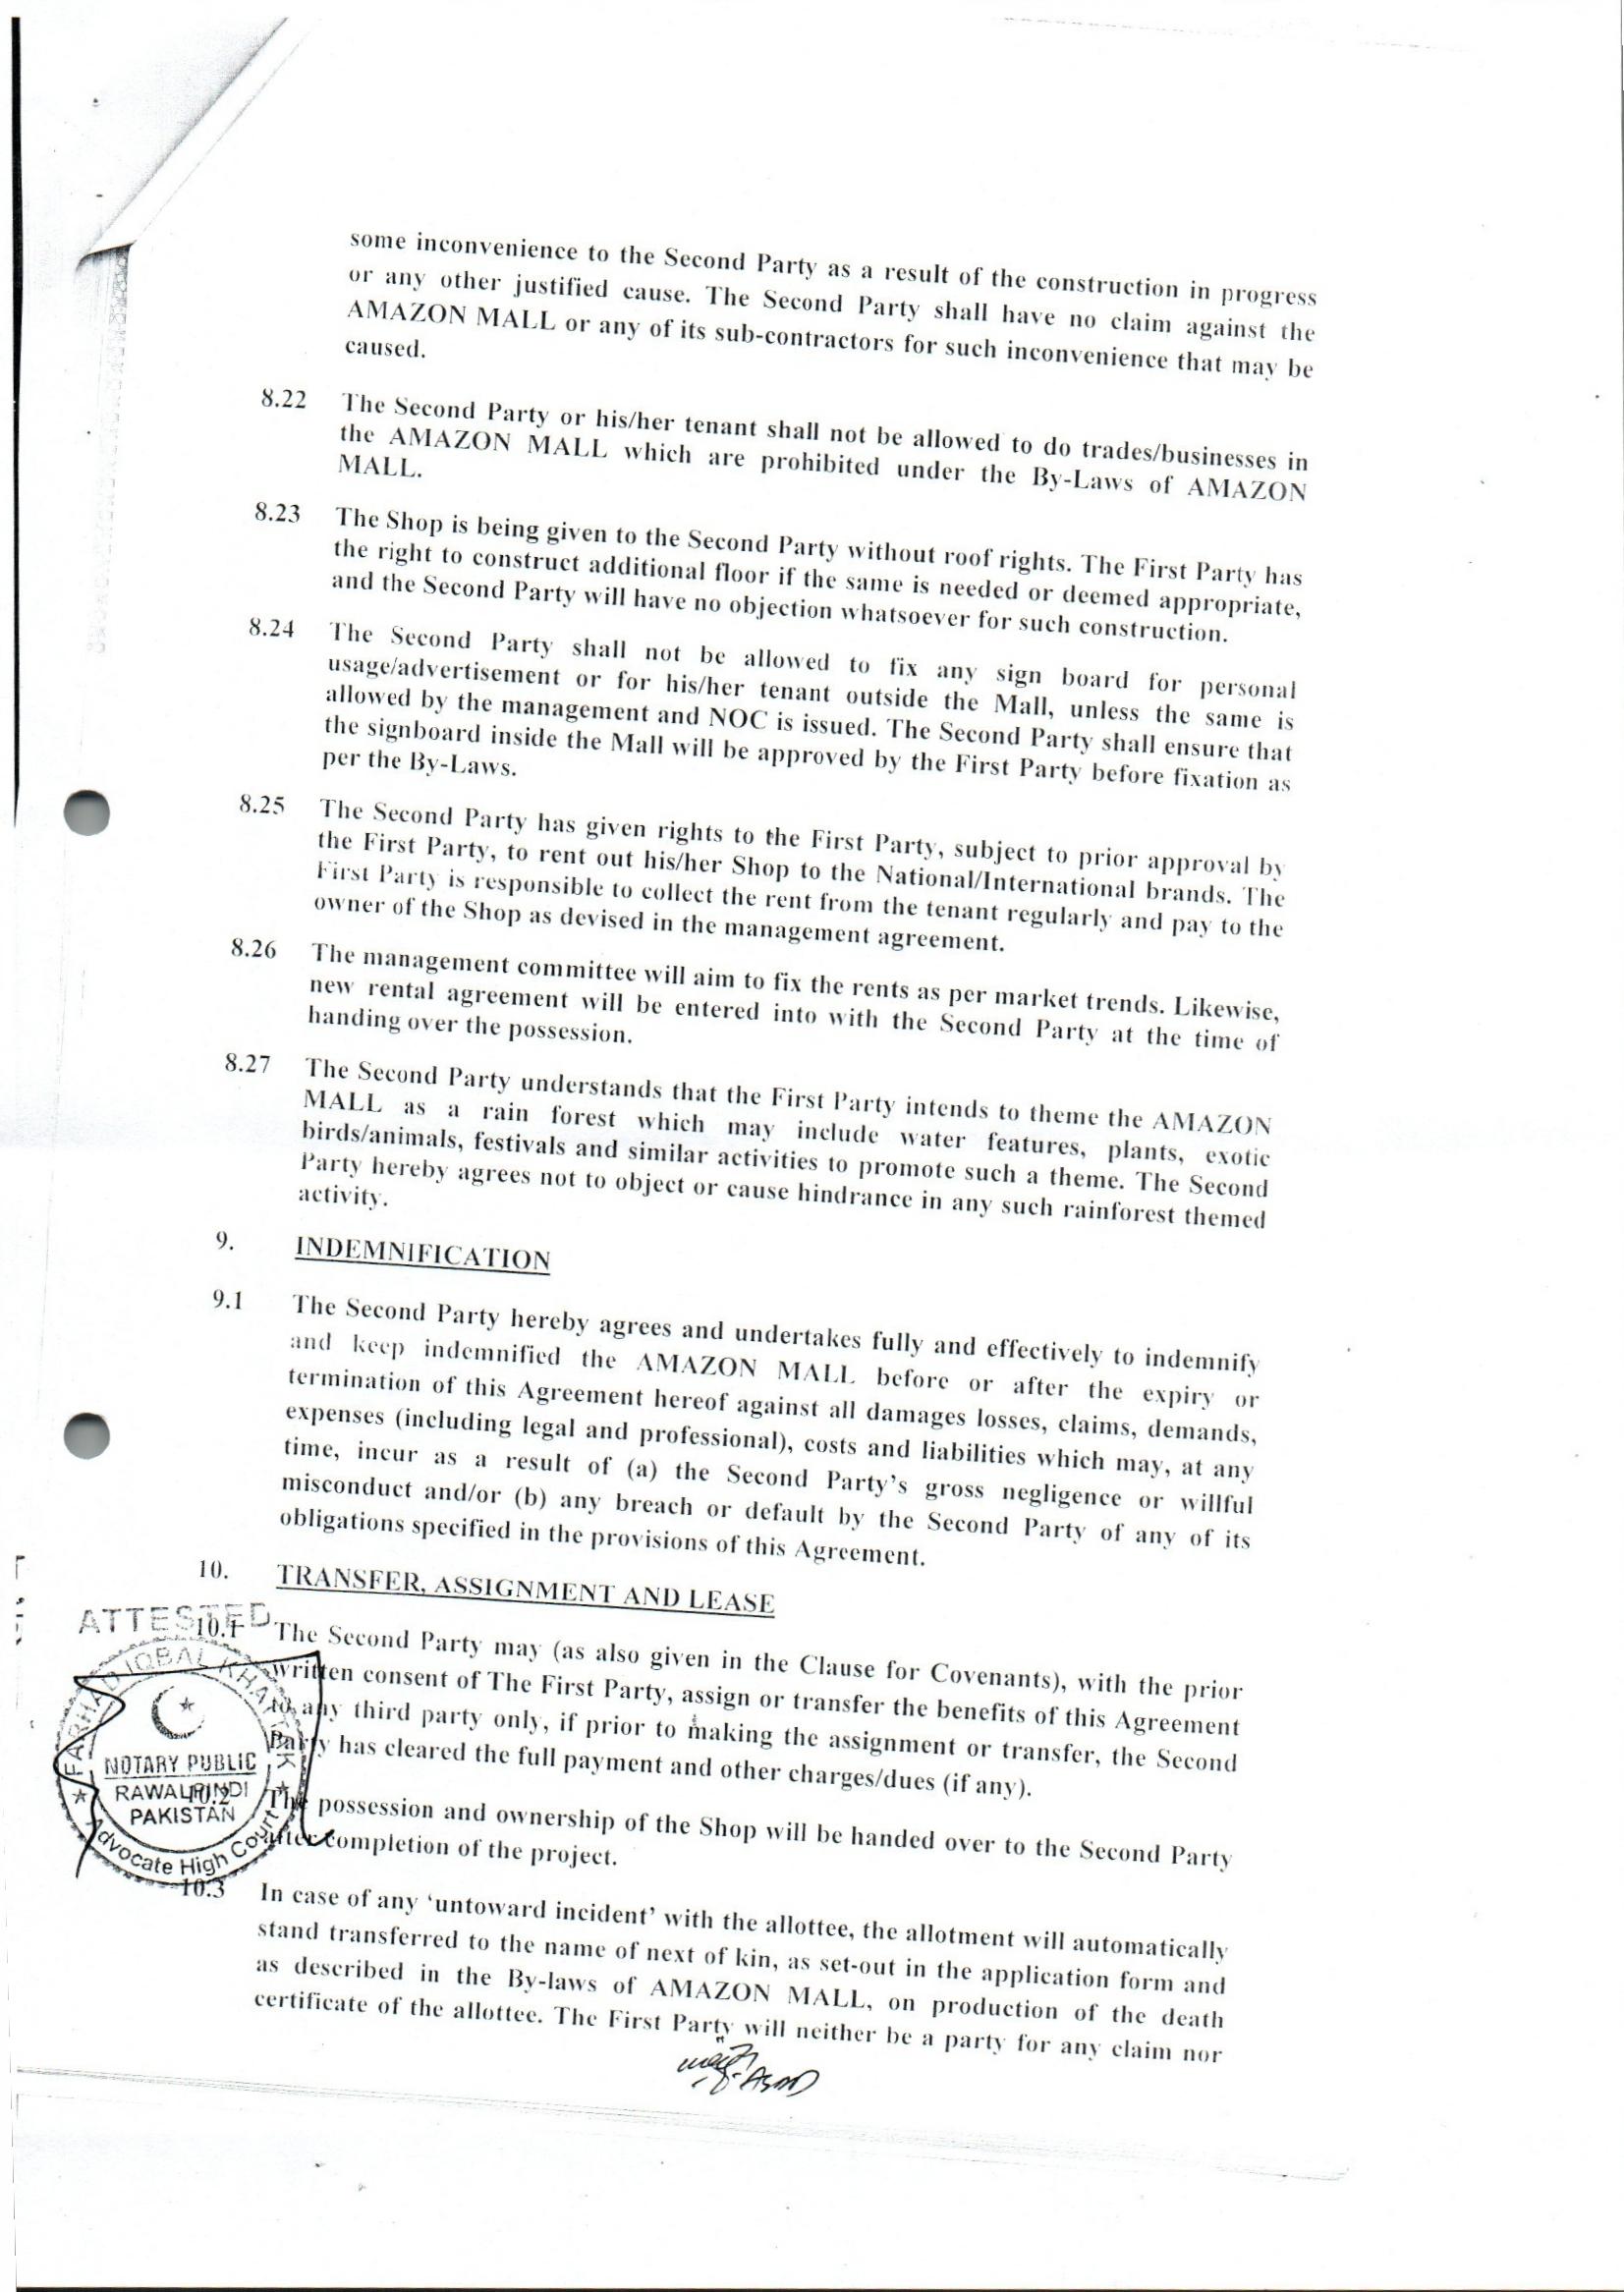 some inconvenience to the Second Party as a result of the construction in progress
or any other justified cause. The Second Party shall have no claim against the
AMAZON MALL or any of its sub-contractors for such inconvenience that may be
caused.
8.22 The Second Party or his/her tenant shall not be allowed to do trades/businesses in
the AMAZON MALL which are prohibited under the By-Laws of AMAZON
MALL.
8.23 The Shop is being given to the Second Party without roof rights. The First Party has
the right to construct additional floor if the same is needed or deemed appropriate,
and the Second Party will have no objection whatsoever for such construction.
8.24 The Second Party shall not be allowed to fix any sign board for personal
usage/advertisement or for his/her tenant outside the Mall, unless the same is
allowed by the management and NOC is issued. The Second Party shall ensure that
the signboard inside the Mall will be approved by the First Party before fixation as
per the By-Laws.
8.25 The Second Party has given rights to the First Party, subject to prior approval by
the First Party, to rent out his/her Shop to the National/International brands. The
First Party is responsible to collect the rent from the tenant regularly and pay to the
owner of the Shop as devised in the management agreement.
8.26 The management committee will aim to fix the rents as per market trends. Likewise,
new rental agreement will be entered into with the Second Party at the time of
handing over the possession.
8.27 The Second Party understands that the First Party intends to theme the AMAZON
MALL as a rain forest which may include water features, plants, exotic
birds/animals, festivals and similar activities to promote such a theme. The Second
Party hereby agrees not to object or cause hindrance in any such rainforest themed
activity.
9. INDEMNIFICATION
9.1 The Second Party hereby agrees and undertakes fully and effectively to indemnify
and keep indemnified the AMAZON MALL before or after the expiry or
termination of this Agreement hereof against all damages losses, claims, demands,
expenses (including legal and professional), costs and liabilities which may, at any
time, incur as a result of (a) the Second Party's gross negligence or willful
misconduct and/or (b) any breach or default by the Second Party of any of its
obligations specified in the provisions of this Agreement.
10. TRANSFER, ASSIGNMENT AND LEASE
ATTESTED
10.1 The Second Party may (as also given in the Clause for Covenants), with the prior
written consent of The First Party, assign or transfer the benefits of this Agreement
to any third party only, if prior to making the assignment or transfer, the Second
Party has cleared the full payment and other charges/dues (if any).
FARHAD IQBAL KHATTAK
NOTARY PUBLIC
RAWALPINDI
PAKISTAN
Advocate High Court
10.2 The possession and ownership of the Shop will be handed over to the Second Party
after completion of the project.
10.3 In case of any 'untoward incident' with the allottee, the allotment will automatically
stand transferred to the name of next of kin, as set-out in the application form and
as described in the By-laws of AMAZON MALL, on production of the death
certificate of the allottee. The First Party will neither be a party for any claim nor